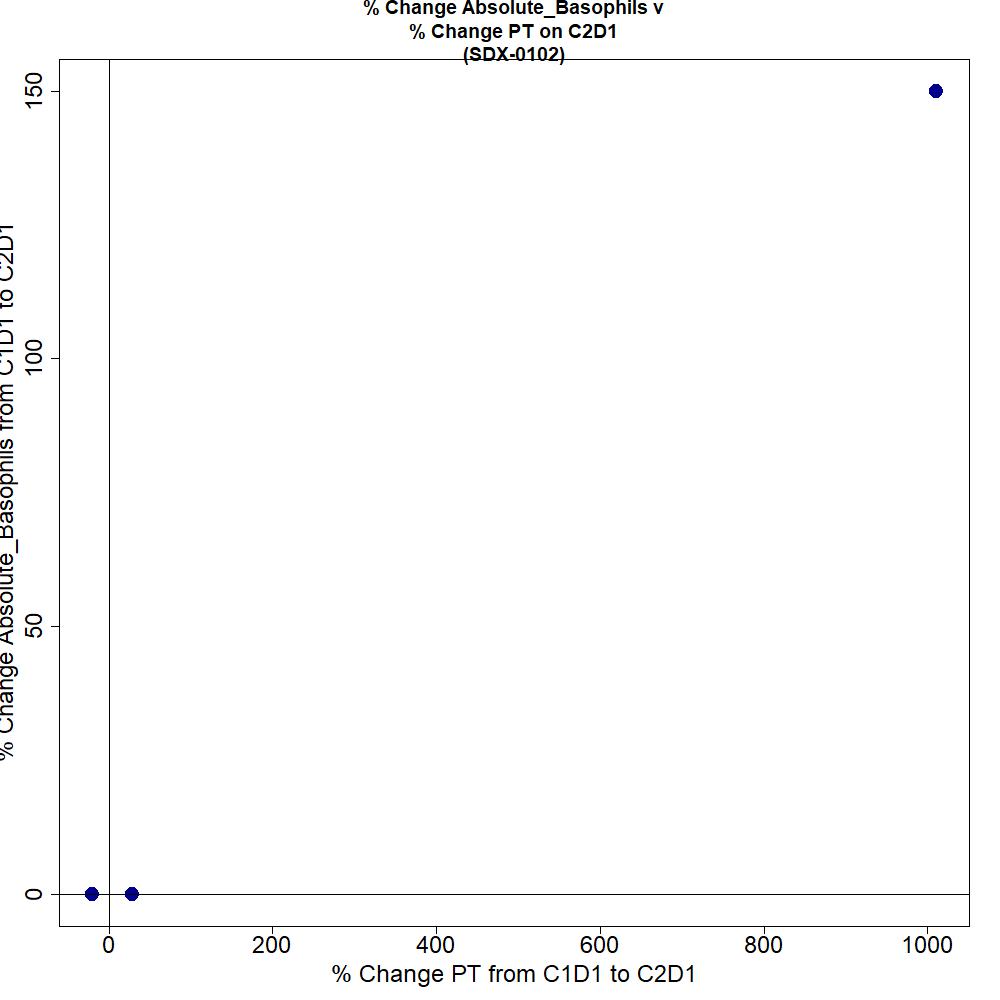 % Change Absolute_Basophils v
% Change PT on C2D1
(SDX-0102)
% Change Absolute_Basophils from C1D1 to C2D1
150
100
50
0
0 200 400 600 800 1000
% Change PT from C1D1 to C2D1